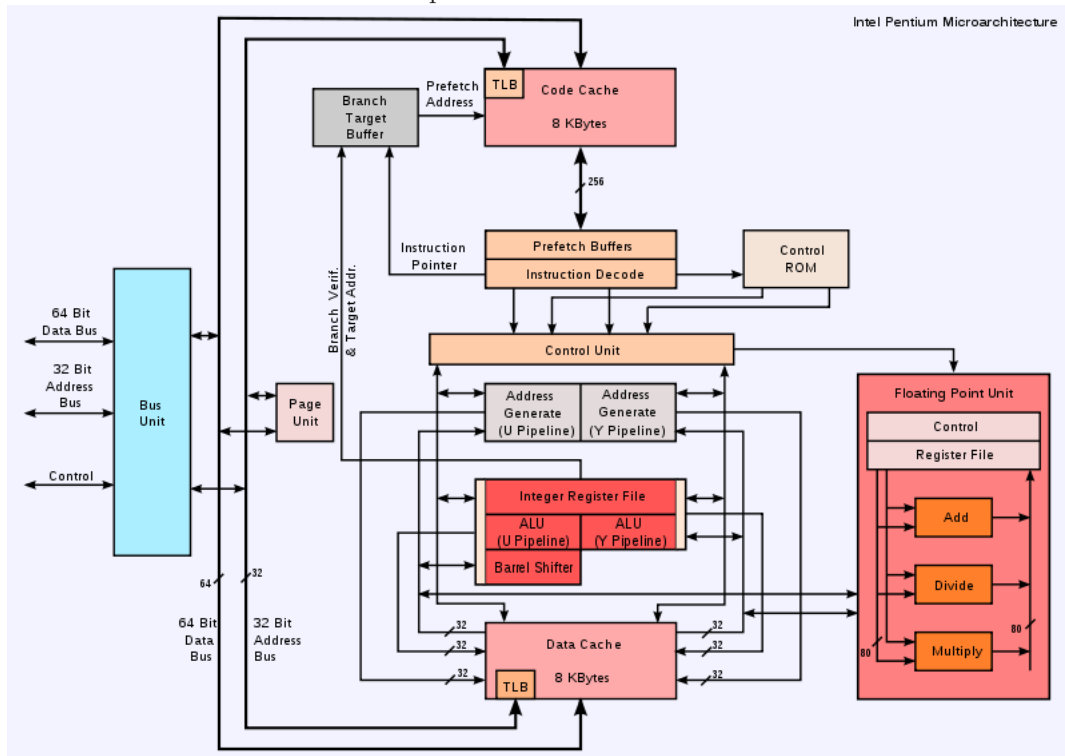 Intel Pentium Microarchitecture
TLB
Code Cache
8 KBytes
Prefetch
Address
Branch
Target
Buffer
256
Prefetch Buffers
Instruction Decode
Instruction
Pointer
Control
ROM
Branch Verif.
& Target Addr.
Control Unit
64 Bit
Data Bus
32 Bit
Address
Bus
Control
Bus
Unit
Page
Unit
Address
Generate
(U Pipeline)
Address
Generate
(Y Pipeline)
Integer Register File
ALU
(U Pipeline)
ALU
(Y Pipeline)
Barrel Shifter
Floating Point Unit
Control
Register File
Add
Divide
Multiply
80
80
64
32
64 Bit
Data
Bus
32 Bit
Address
Bus
32
32
32
32
32
32
Data Cache
8 KBytes
TLB